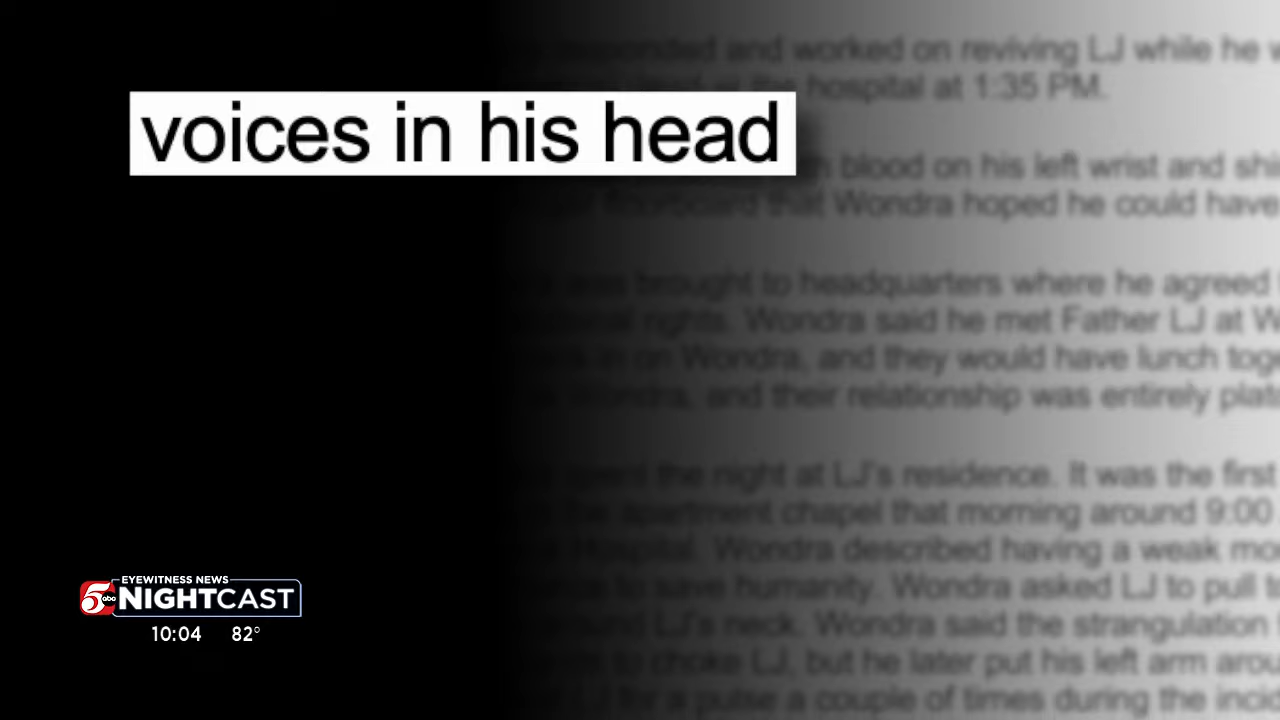 responded and worked on reviving LJ while he
hospital at 1:35 PM.
voices in his head
blood on his left wrist and
floorboard that Wondra hoped he could have
was brought to headquarters where he agreed
rights. Wondra said he met Father LJ at
on Wondra, and they would have lunch
Wondra, and their relationship was entirely
spent the night at LJ's residence. It was the first
the apartment chapel that morning around 9:00
Hospital. Wondra described having a weak
to save humanity. Wondra asked LJ to pull
around LJ's neck. Wondra said the strangulation
to choke LJ, but he later put his left arm
LJ for a pulse a couple of times during the
EYEWITNESS NEWS
5 abc NIGHTCAST
10:04 82°